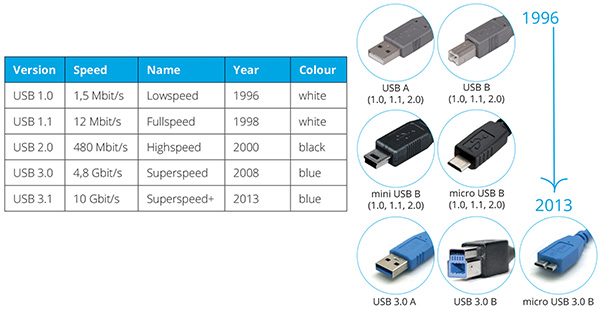 Version Speed Name Year Colour
USB 1.0 1,5 Mbit/s Lowspeed 1996 white
USB 1.1 12 Mbit/s Fullspeed 1998 white
USB 2.0 480 Mbit/s Highspeed 2000 black
USB 3.0 4,8 Gbit/s Superspeed 2008 blue
USB 3.1 10 Gbit/s Superspeed+ 2013 blue
1996
USB A
(1.0, 1.1, 2.0)
USB B
(1.0, 1.1, 2.0)
mini USB B
(1.0, 1.1, 2.0)
micro USB B
(1.0, 1.1, 2.0)
2013
USB 3.0 A
USB 3.0 B
micro USB 3.0 B